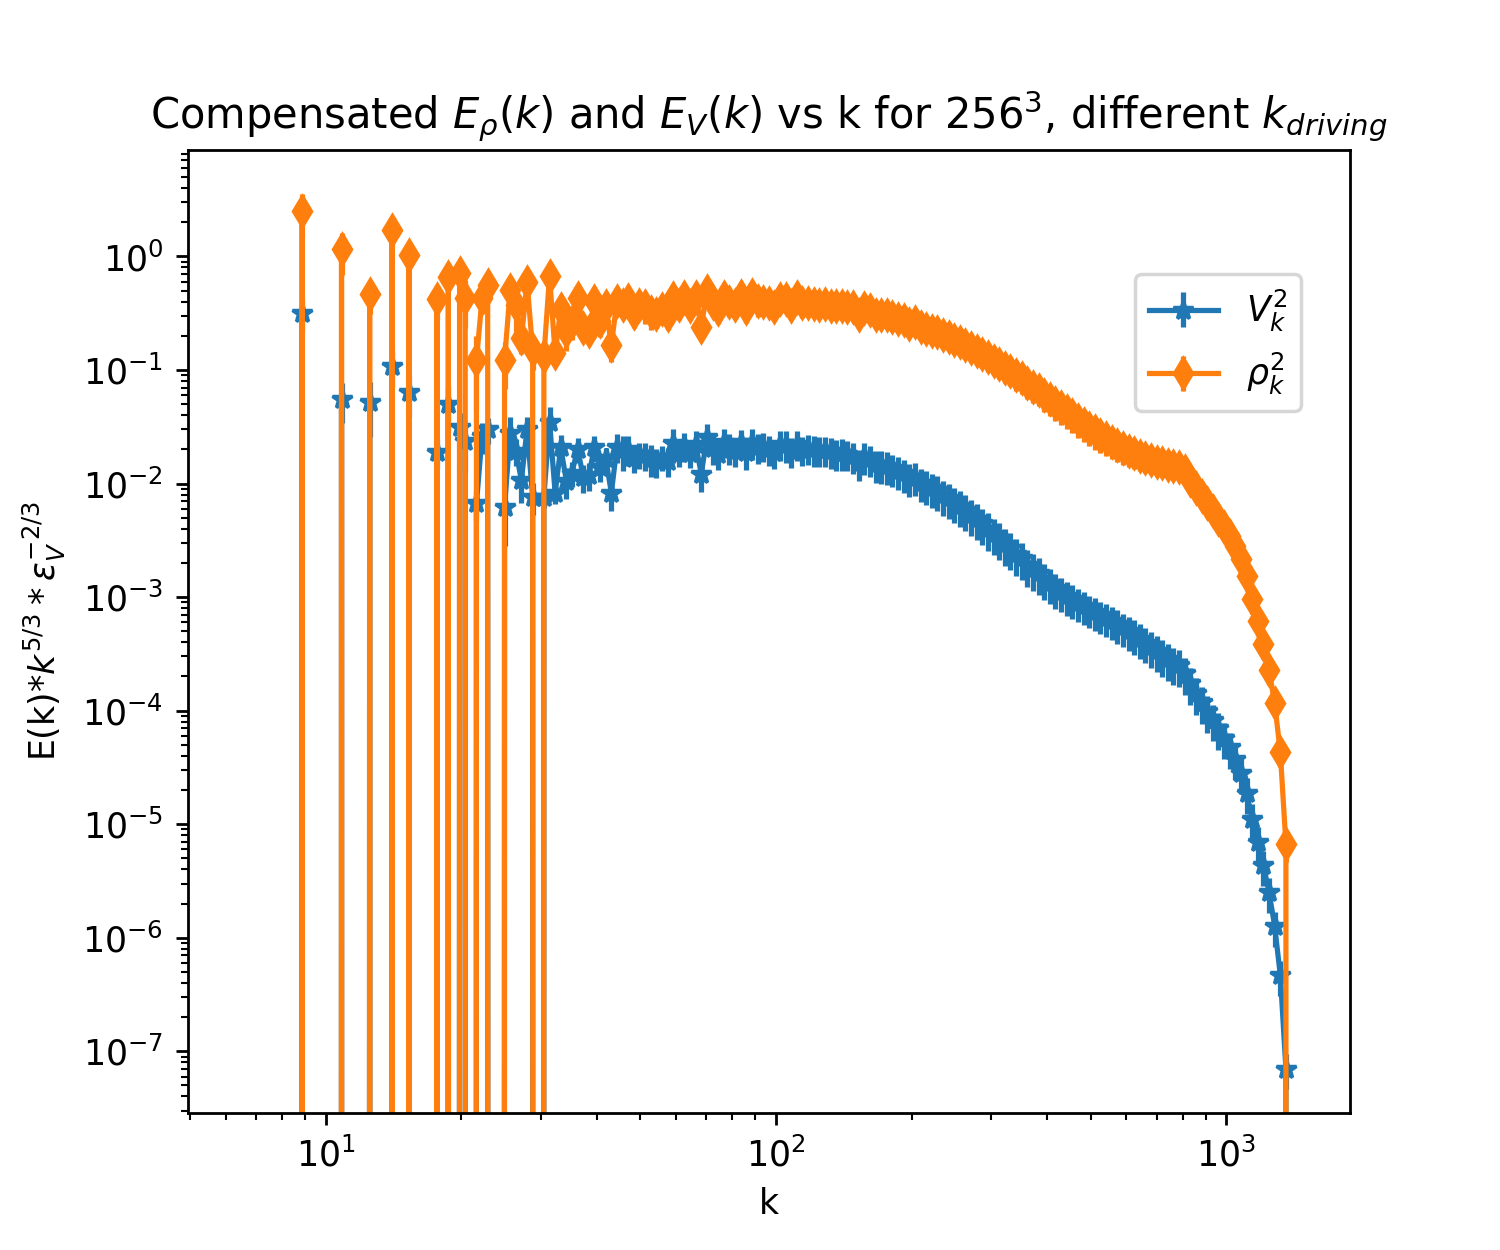 Compensated $E_\rho(k)$ and $E_V(k)$ vs k for $256^3$, different $k_{driving}$
$10^0$
$10^{-1}$
$10^{-2}$
$10^{-3}$
$10^{-4}$
$10^{-5}$
$10^{-6}$
$10^{-7}$
E(k)*$k^{5/3} * \epsilon_V^{-2/3}$
$V_k^2$
$\rho_k^2$
$10^1$ $10^2$ $10^3$
k